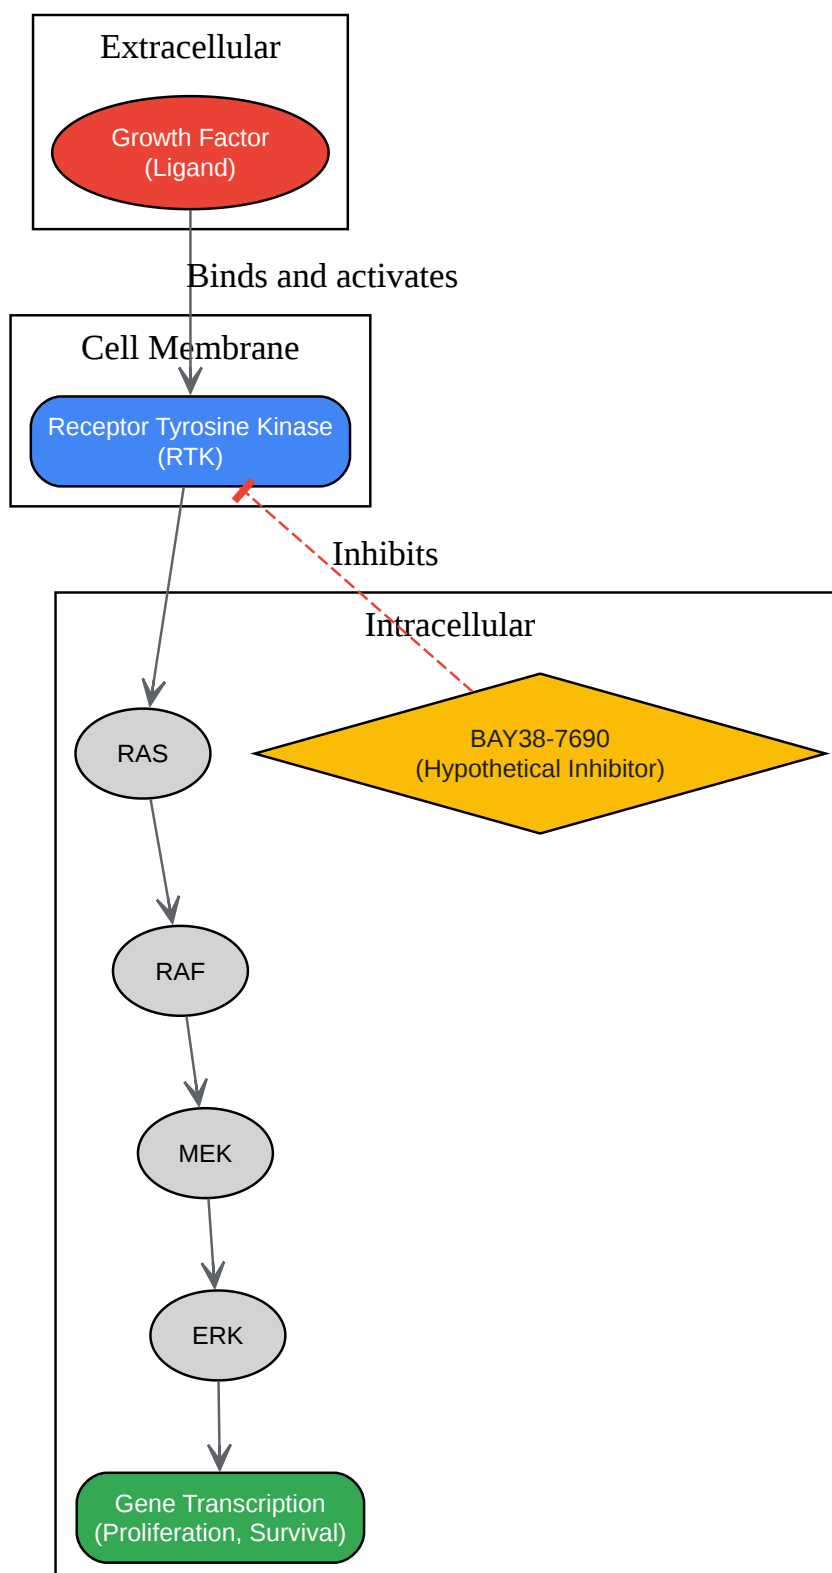 Extracellular
Growth Factor
(Ligand)
Binds and activates
Cell Membrane
Receptor Tyrosine Kinase
(RTK)
Inhibits
Intracellular
RAS
BAY38-7690
(Hypothetical Inhibitor)
RAF
MEK
ERK
Gene Transcription
(Proliferation, Survival)